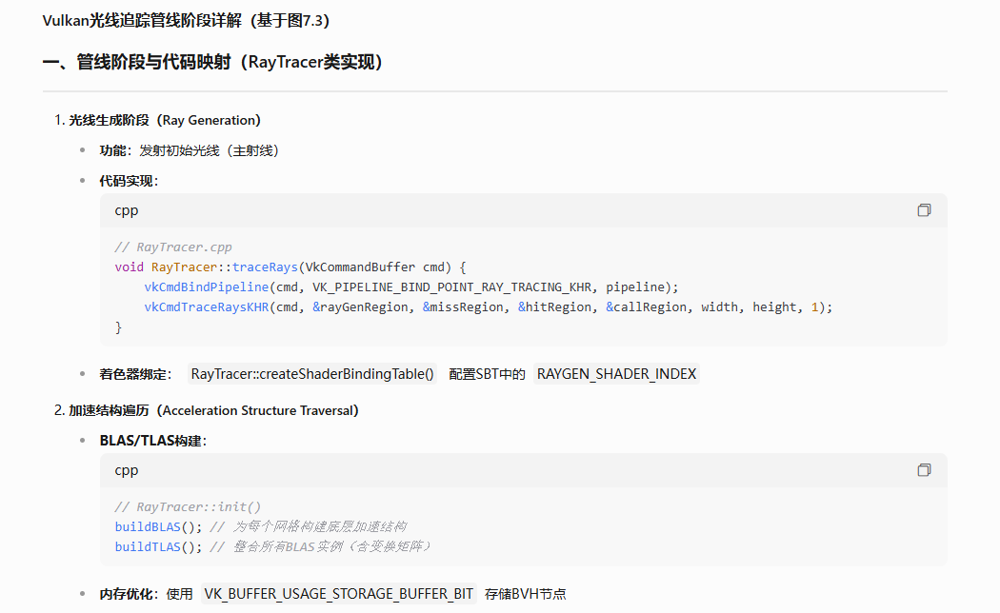 Vulkan光线追踪管线阶段详解（基于图7.3）
一、管线阶段与代码映射（RayTracer类实现）
1. 光线生成阶段（Ray Generation）
功能：发射初始光线（主射线）
代码实现：
cpp
// RayTracer.cpp
void RayTracer::traceRays(VkCommandBuffer cmd) {
    vkCmdBindPipeline(cmd, VK_PIPELINE_BIND_POINT_RAY_TRACING_KHR, pipeline);
    vkCmdTraceRaysKHR(cmd, &rayGenRegion, &missRegion, &hitRegion, &callRegion, width, height, 1);
}
着色器绑定： RayTracer::createShaderBindingTable() 配置SBT中的 RAYGEN_SHADER_INDEX
2. 加速结构遍历（Acceleration Structure Traversal）
BLAS/TLAS构建：
cpp
// RayTracer::init()
buildBLAS(); // 为每个网格构建底层加速结构
buildTLAS(); // 整合所有BLAS实例（含变换矩阵）
内存优化：使用 VK_BUFFER_USAGE_STORAGE_BUFFER_BIT 存储BVH节点